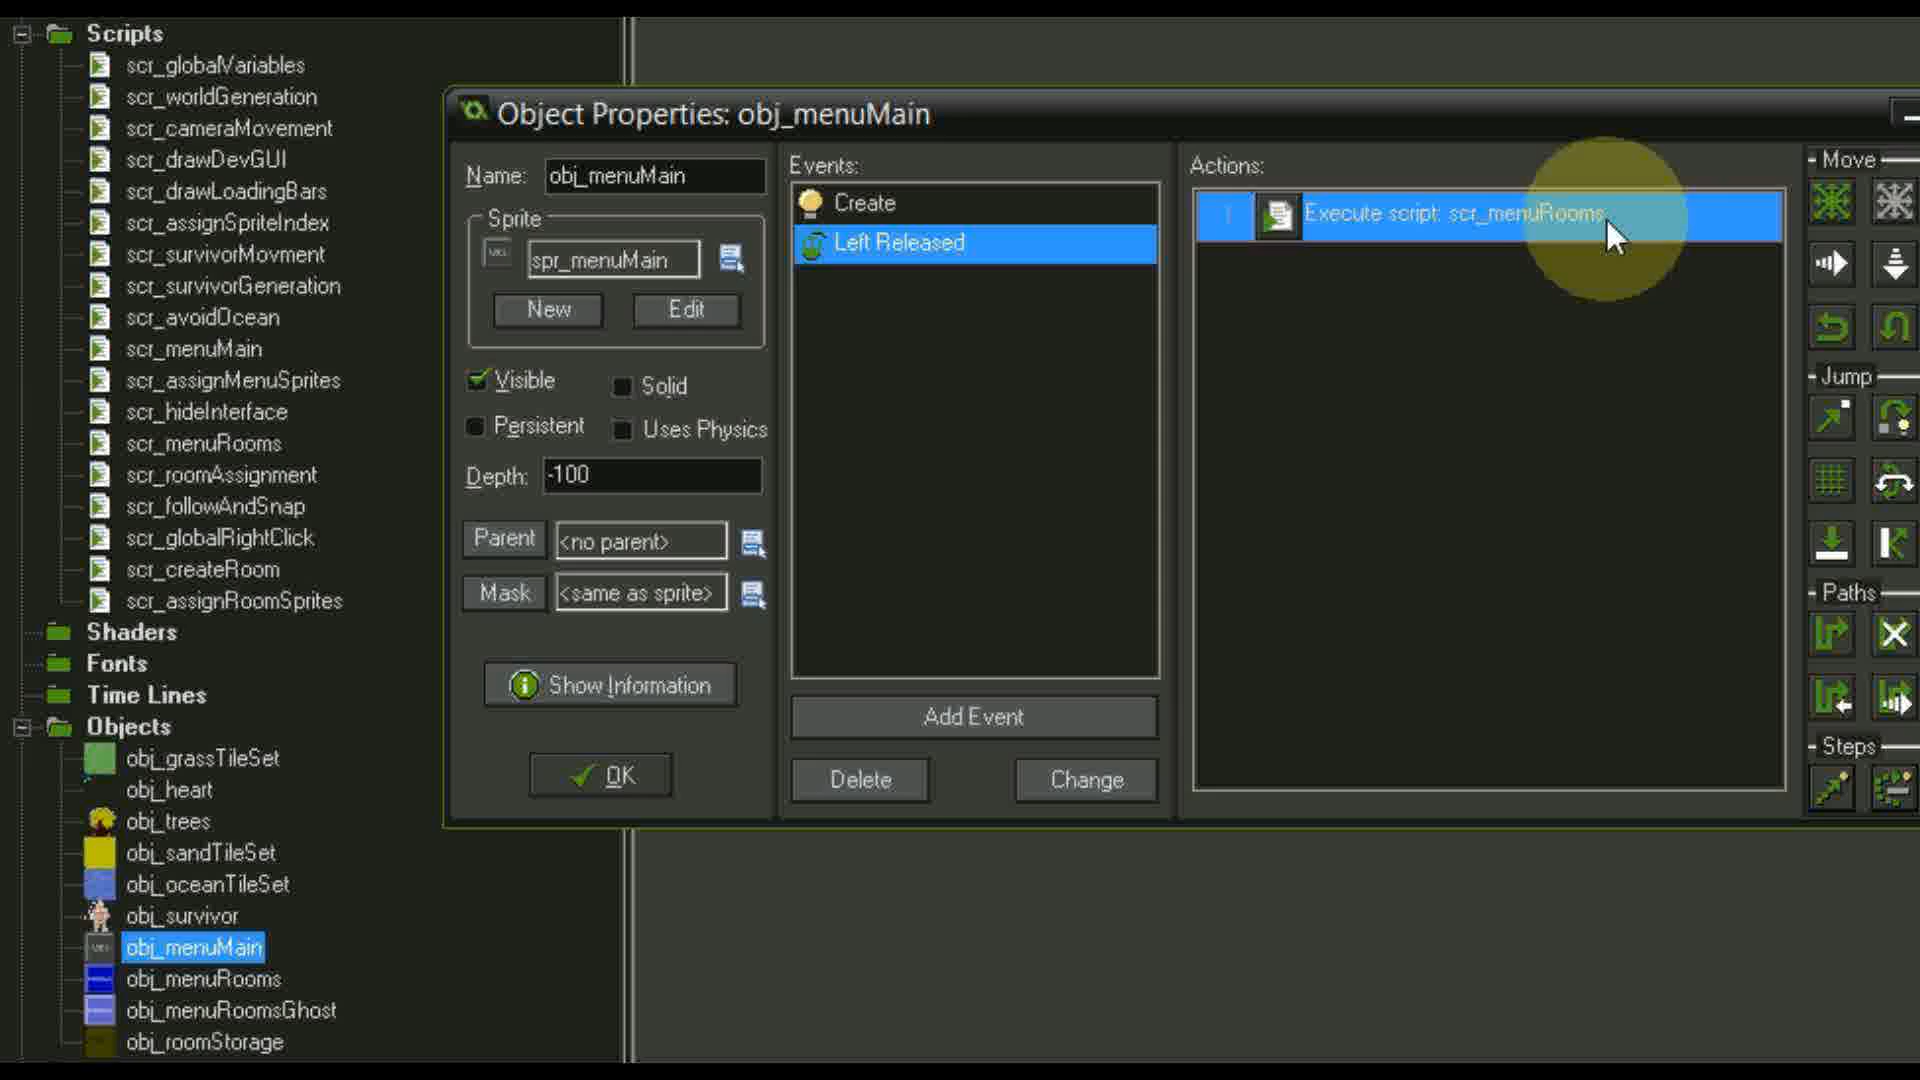 Scripts
scr_globalVariables
scr_worldGeneration
scr_cameraMovement
scr_drawDevGUI
scr_drawLoadingBars
scr_assignSpriteIndex
scr_survivorMovment
scr_survivorGeneration
scr_avoidOcean
scr_menuMain
scr_assignMenuSprites
scr_hideInterface
scr_menuRooms
scr_roomAssignment
scr_followAndSnap
scr_globalRightClick
scr_createRoom
scr_assignRoomSprites
Shaders
Fonts
Time Lines
Objects
obj_grassTileSet
obj_heart
obj_trees
obj_sandTileSet
obj_oceanTileSet
obj_survivor
obj_menuMain
obj_menuRooms
obj_menuRoomsGhost
obj_roomStorage
Object Properties: obj_menuMain
Name: obj_menuMain
Sprite
spr_menuMain
New Edit
Visible Solid
Persistent Uses Physics
Depth: -100
Parent <no parent>
Mask <same as sprite>
Show Information
OK
Events:
Create
Left Released
Add Event
Delete Change
Actions:
1 Execute script: scr_menuRooms
Move
Jump
Paths
Steps